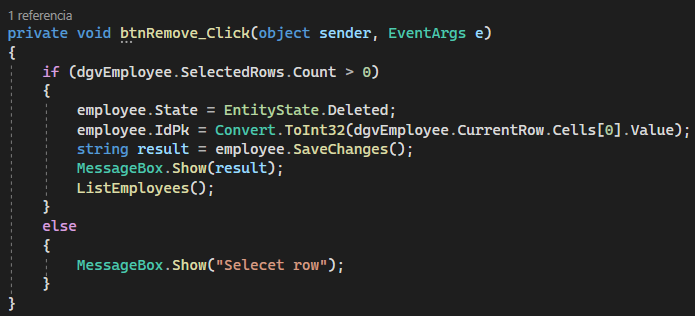 1 referencia
private void btnRemove_Click(object sender, EventArgs e)
{
    if (dgvEmployee.SelectedRows.Count > 0)
    {
        employee.State = EntityState.Deleted;
        employee.IdPk = Convert.ToInt32(dgvEmployee.CurrentRow.Cells[0].Value);
        string result = employee.SaveChanges();
        MessageBox.Show(result);
        ListEmployees();
    }
    else
    {
        MessageBox.Show("Selecet row");
    }
}